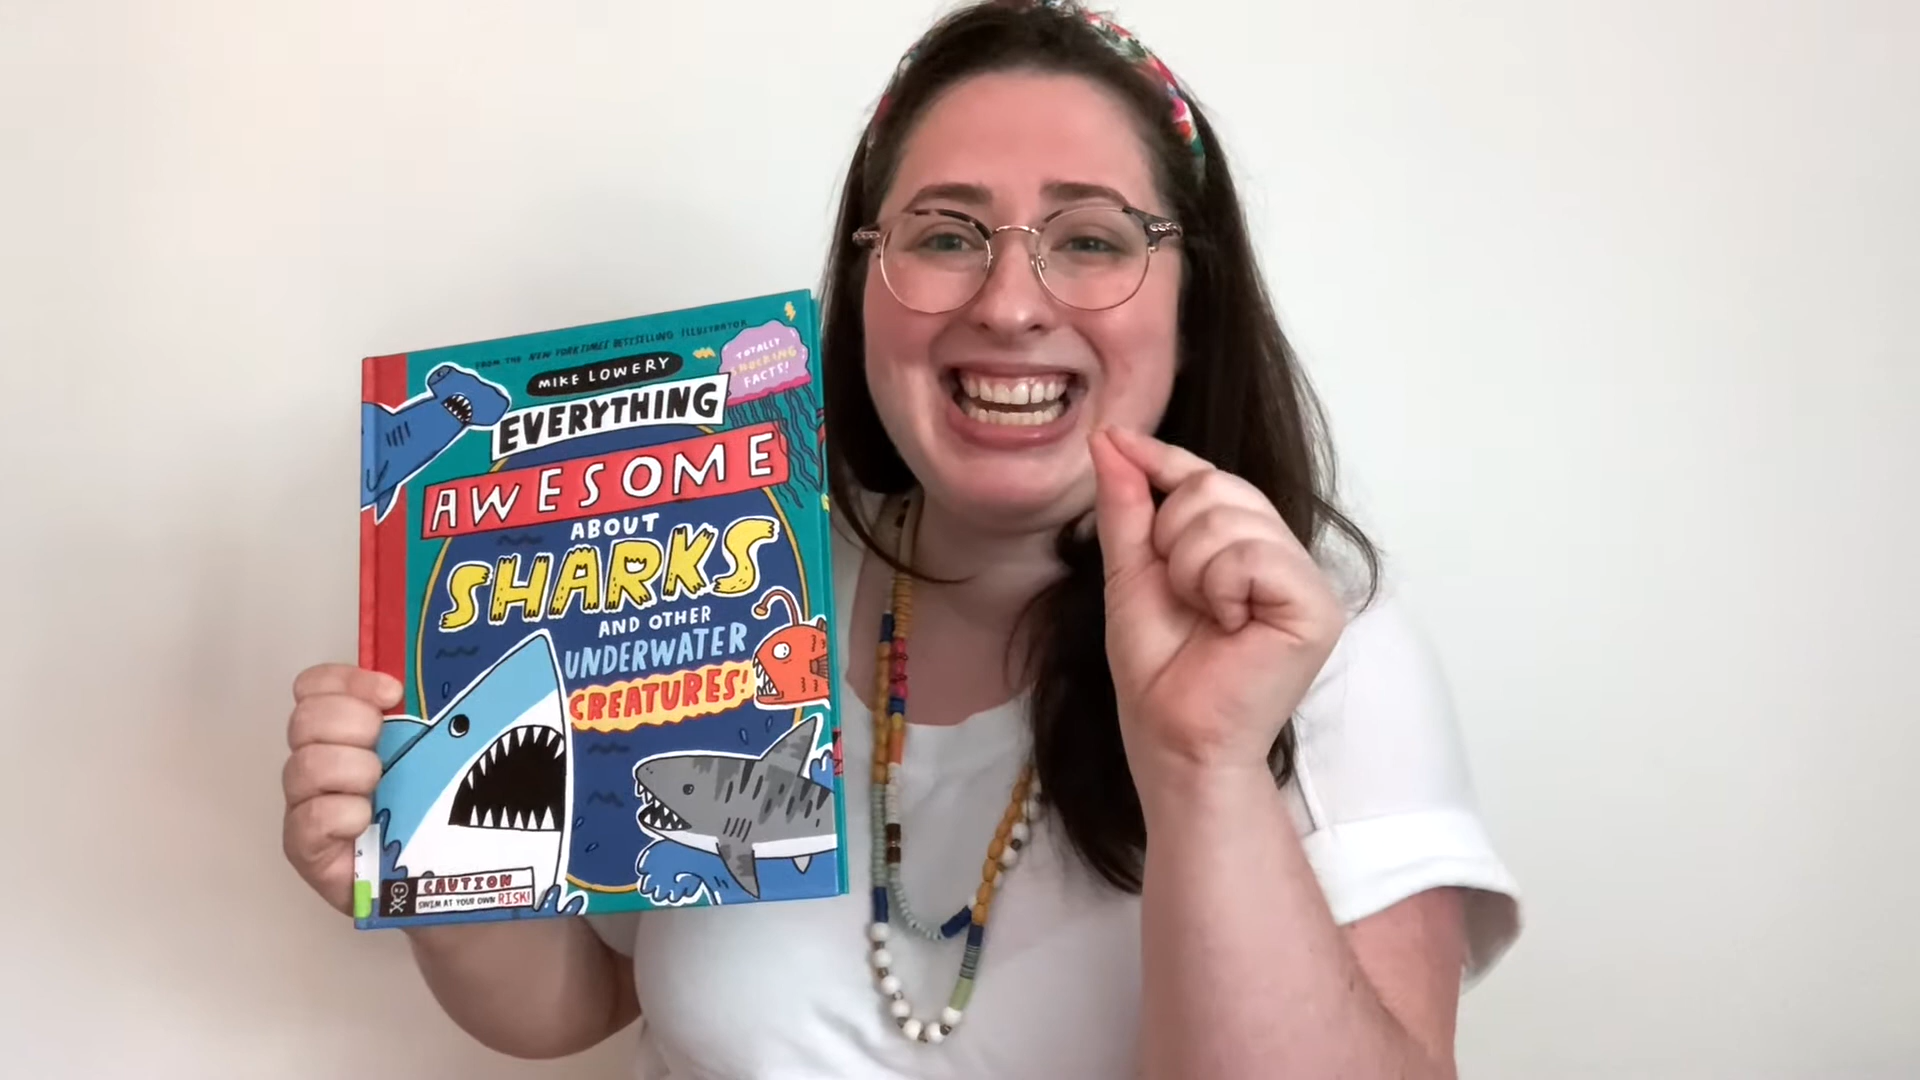 FROM THE NEW YORK TIMES BESTSELLING ILLUSTRATOR
MIKE LOWERY
TOTALLY
SHOCKING
FACTS!
EVERYTHING
AWESOME
ABOUT
SHARKS
AND OTHER
UNDERWATER
CREATURES!
CAUTION
SWIM AT YOUR OWN RISK!